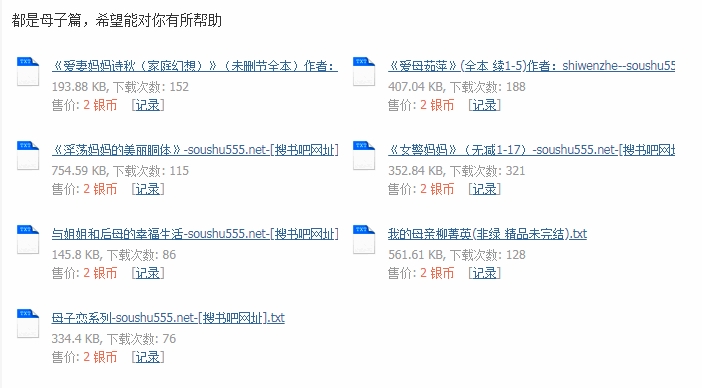 都是母子篇，希望能对你有所帮助
《爱妻妈妈诗秋（家庭幻想）》（未删节全本）作者：
193.88 KB, 下载次数: 152
售价: 2 银币 [记录]
《爱母茹萍》(全本 续1-5)作者：shiwenzhe--soushu55
407.04 KB, 下载次数: 188
售价: 2 银币 [记录]
《淫荡妈妈的美丽胴体》-soushu555.net-[搜书吧网址]
754.59 KB, 下载次数: 115
售价: 2 银币 [记录]
《女警妈妈》（无减1-17）-soushu555.net-[搜书吧网址
352.84 KB, 下载次数: 321
售价: 2 银币 [记录]
与姐姐和后母的幸福生活-soushu555.net-[搜书吧网址]
145.8 KB, 下载次数: 86
售价: 2 银币 [记录]
我的母亲柳菁英(非绿 精品未完结).txt
561.61 KB, 下载次数: 128
售价: 2 银币 [记录]
母子恋系列-soushu555.net-[搜书吧网址].txt
334.4 KB, 下载次数: 76
售价: 2 银币 [记录]